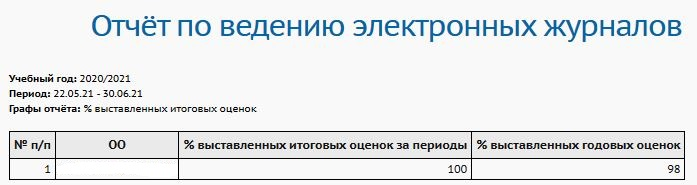 Отчёт по ведению электронных журналов
Учебный год: 2020/2021
Период: 22.05.21 - 30.06.21
Графы отчёта: % выставленных итоговых оценок
№ п/п ОО % выставленных итоговых оценок за периоды % выставленных годовых оценок
1 100 98